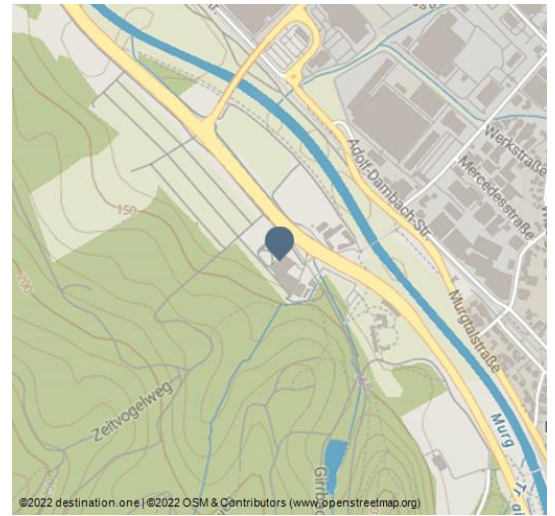 Adolf-Dambach-Str.
Werkstraße
Mercedesstraße
150
200
Murgtalstraße
Zeitvogelweg
Murg
©2022 destination.one | ©2022 OSM & Contributors (www.openstreetmap.org)